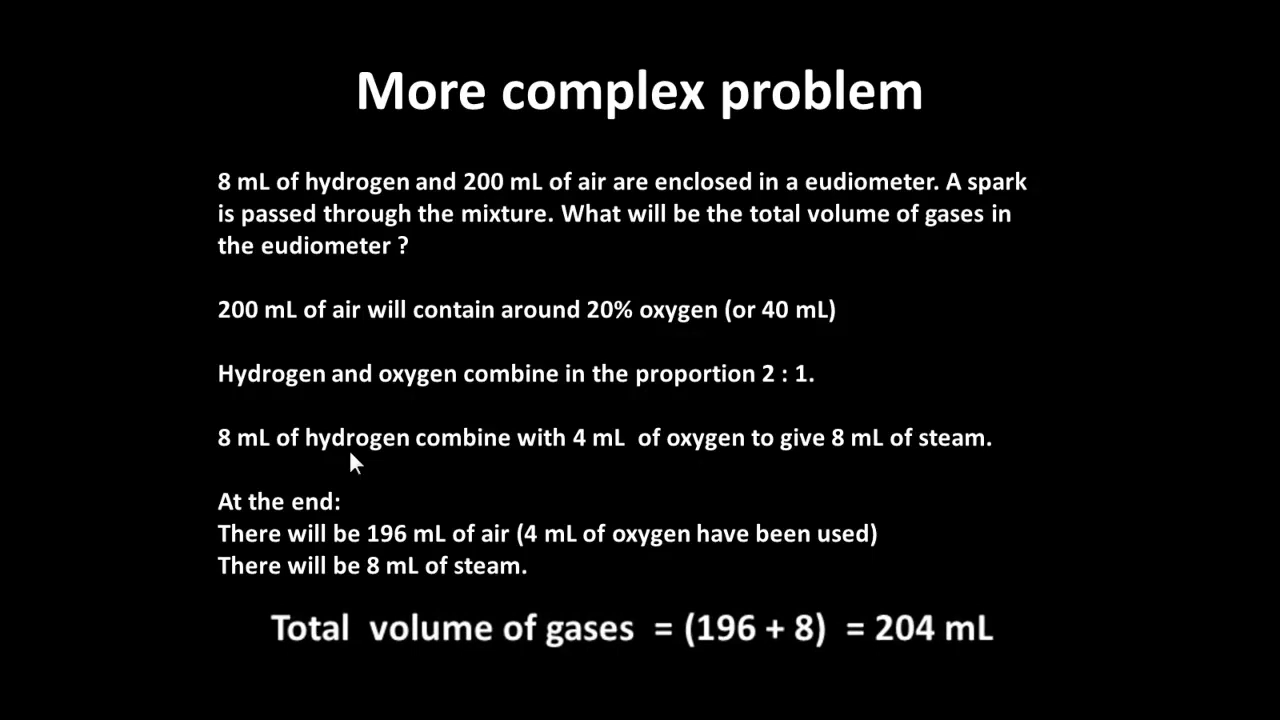 More complex problem
8 mL of hydrogen and 200 mL of air are enclosed in a eudiometer. A spark
is passed through the mixture. What will be the total volume of gases in
the eudiometer ?
200 mL of air will contain around 20% oxygen (or 40 mL)
Hydrogen and oxygen combine in the proportion 2 : 1.
8 mL of hydrogen combine with 4 mL  of oxygen to give 8 mL of steam.
At the end:
There will be 196 mL of air (4 mL of oxygen have been used)
There will be 8 mL of steam.
Total  volume of gases  = (196 + 8)  = 204 mL